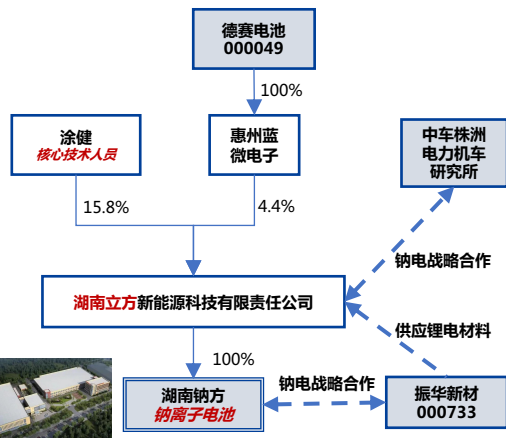 德赛电池
000049
100%
涂健
核心技术人员
惠州蓝
微电子
中车株洲
电力机车
研究所
15.8%
4.4%
钠电战略合作
湖南立方新能源科技有限责任公司
供应锂电材料
100%
钠电战略合作
湖南钠方
钠离子电池
振华新材
000733